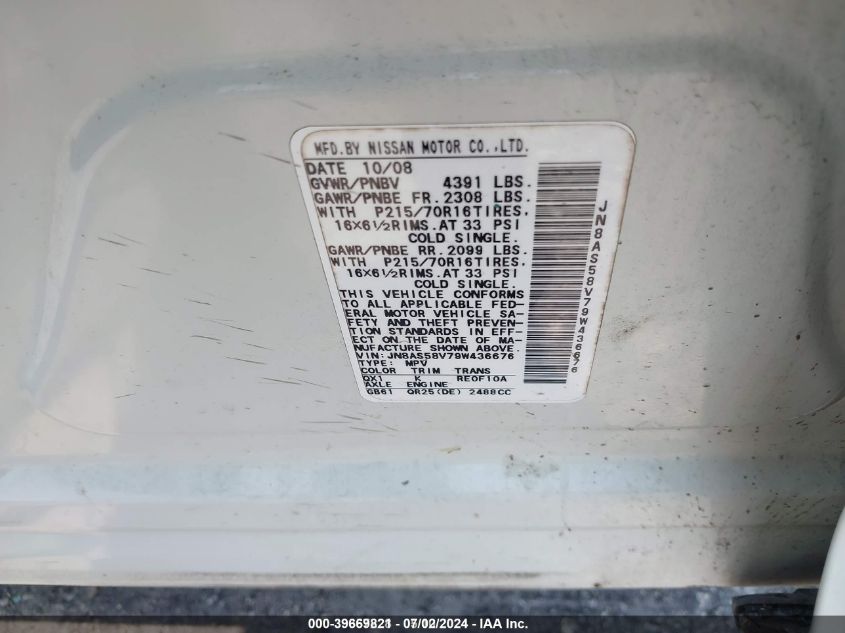 MFD.BY NISSAN MOTOR CO.,LTD.
DATE 10/08
GVWR/PNBV 4391 LBS.
GAWR/PNBE FR. 2308 LBS.
WITH P215/70R16TIRES.
16X6½RIMS.AT 33 PSI
COLD SINGLE.
GAWR/PNBE RR. 2099 LBS.
WITH P215/70R16TIRES.
16X6½RIMS.AT 33 PSI
COLD SINGLE.
THIS VEHICLE CONFORMS
TO ALL APPLICABLE FED-
ERAL MOTOR VEHICLE SA-
FETY AND THEFT PREVEN-
TION STANDARDS IN EFF-
ECT ON THE DATE OF MA-
NUFACTURE SHOWN ABOVE.
VIN: JN8AS58V79W436676
TYPE: MPV
COLOR TRIM TRANS
QX1 K RE0F10A
AXLE ENGINE
GB61 QR25(DE) 2488CC
JN8AS58V79W436676
000-39669821 - 07/02/2024 - IAA Inc.